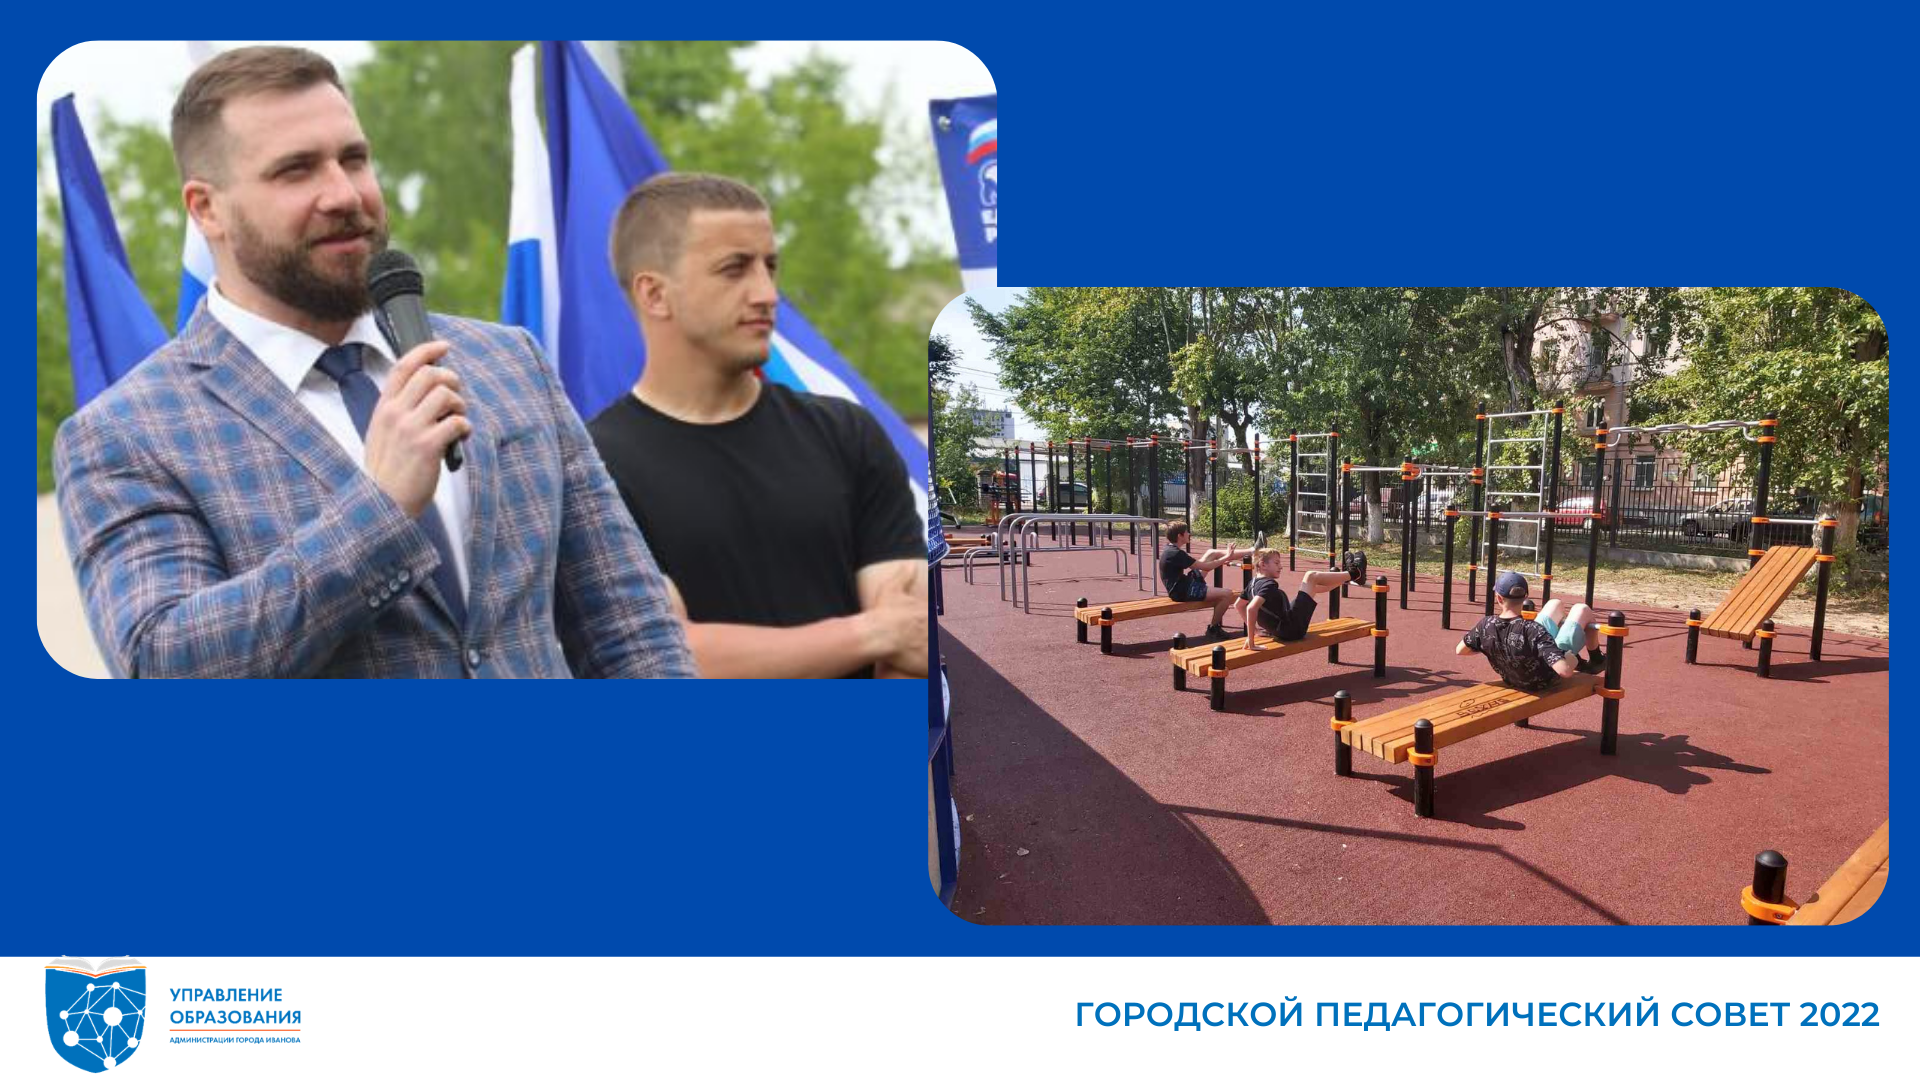 УПРАВЛЕНИЕ
ОБРАЗОВАНИЯ
АДМИНИСТРАЦИИ ГОРОДА ИВАНОВА
ГОРОДСКОЙ ПЕДАГОГИЧЕСКИЙ СОВЕТ 2022